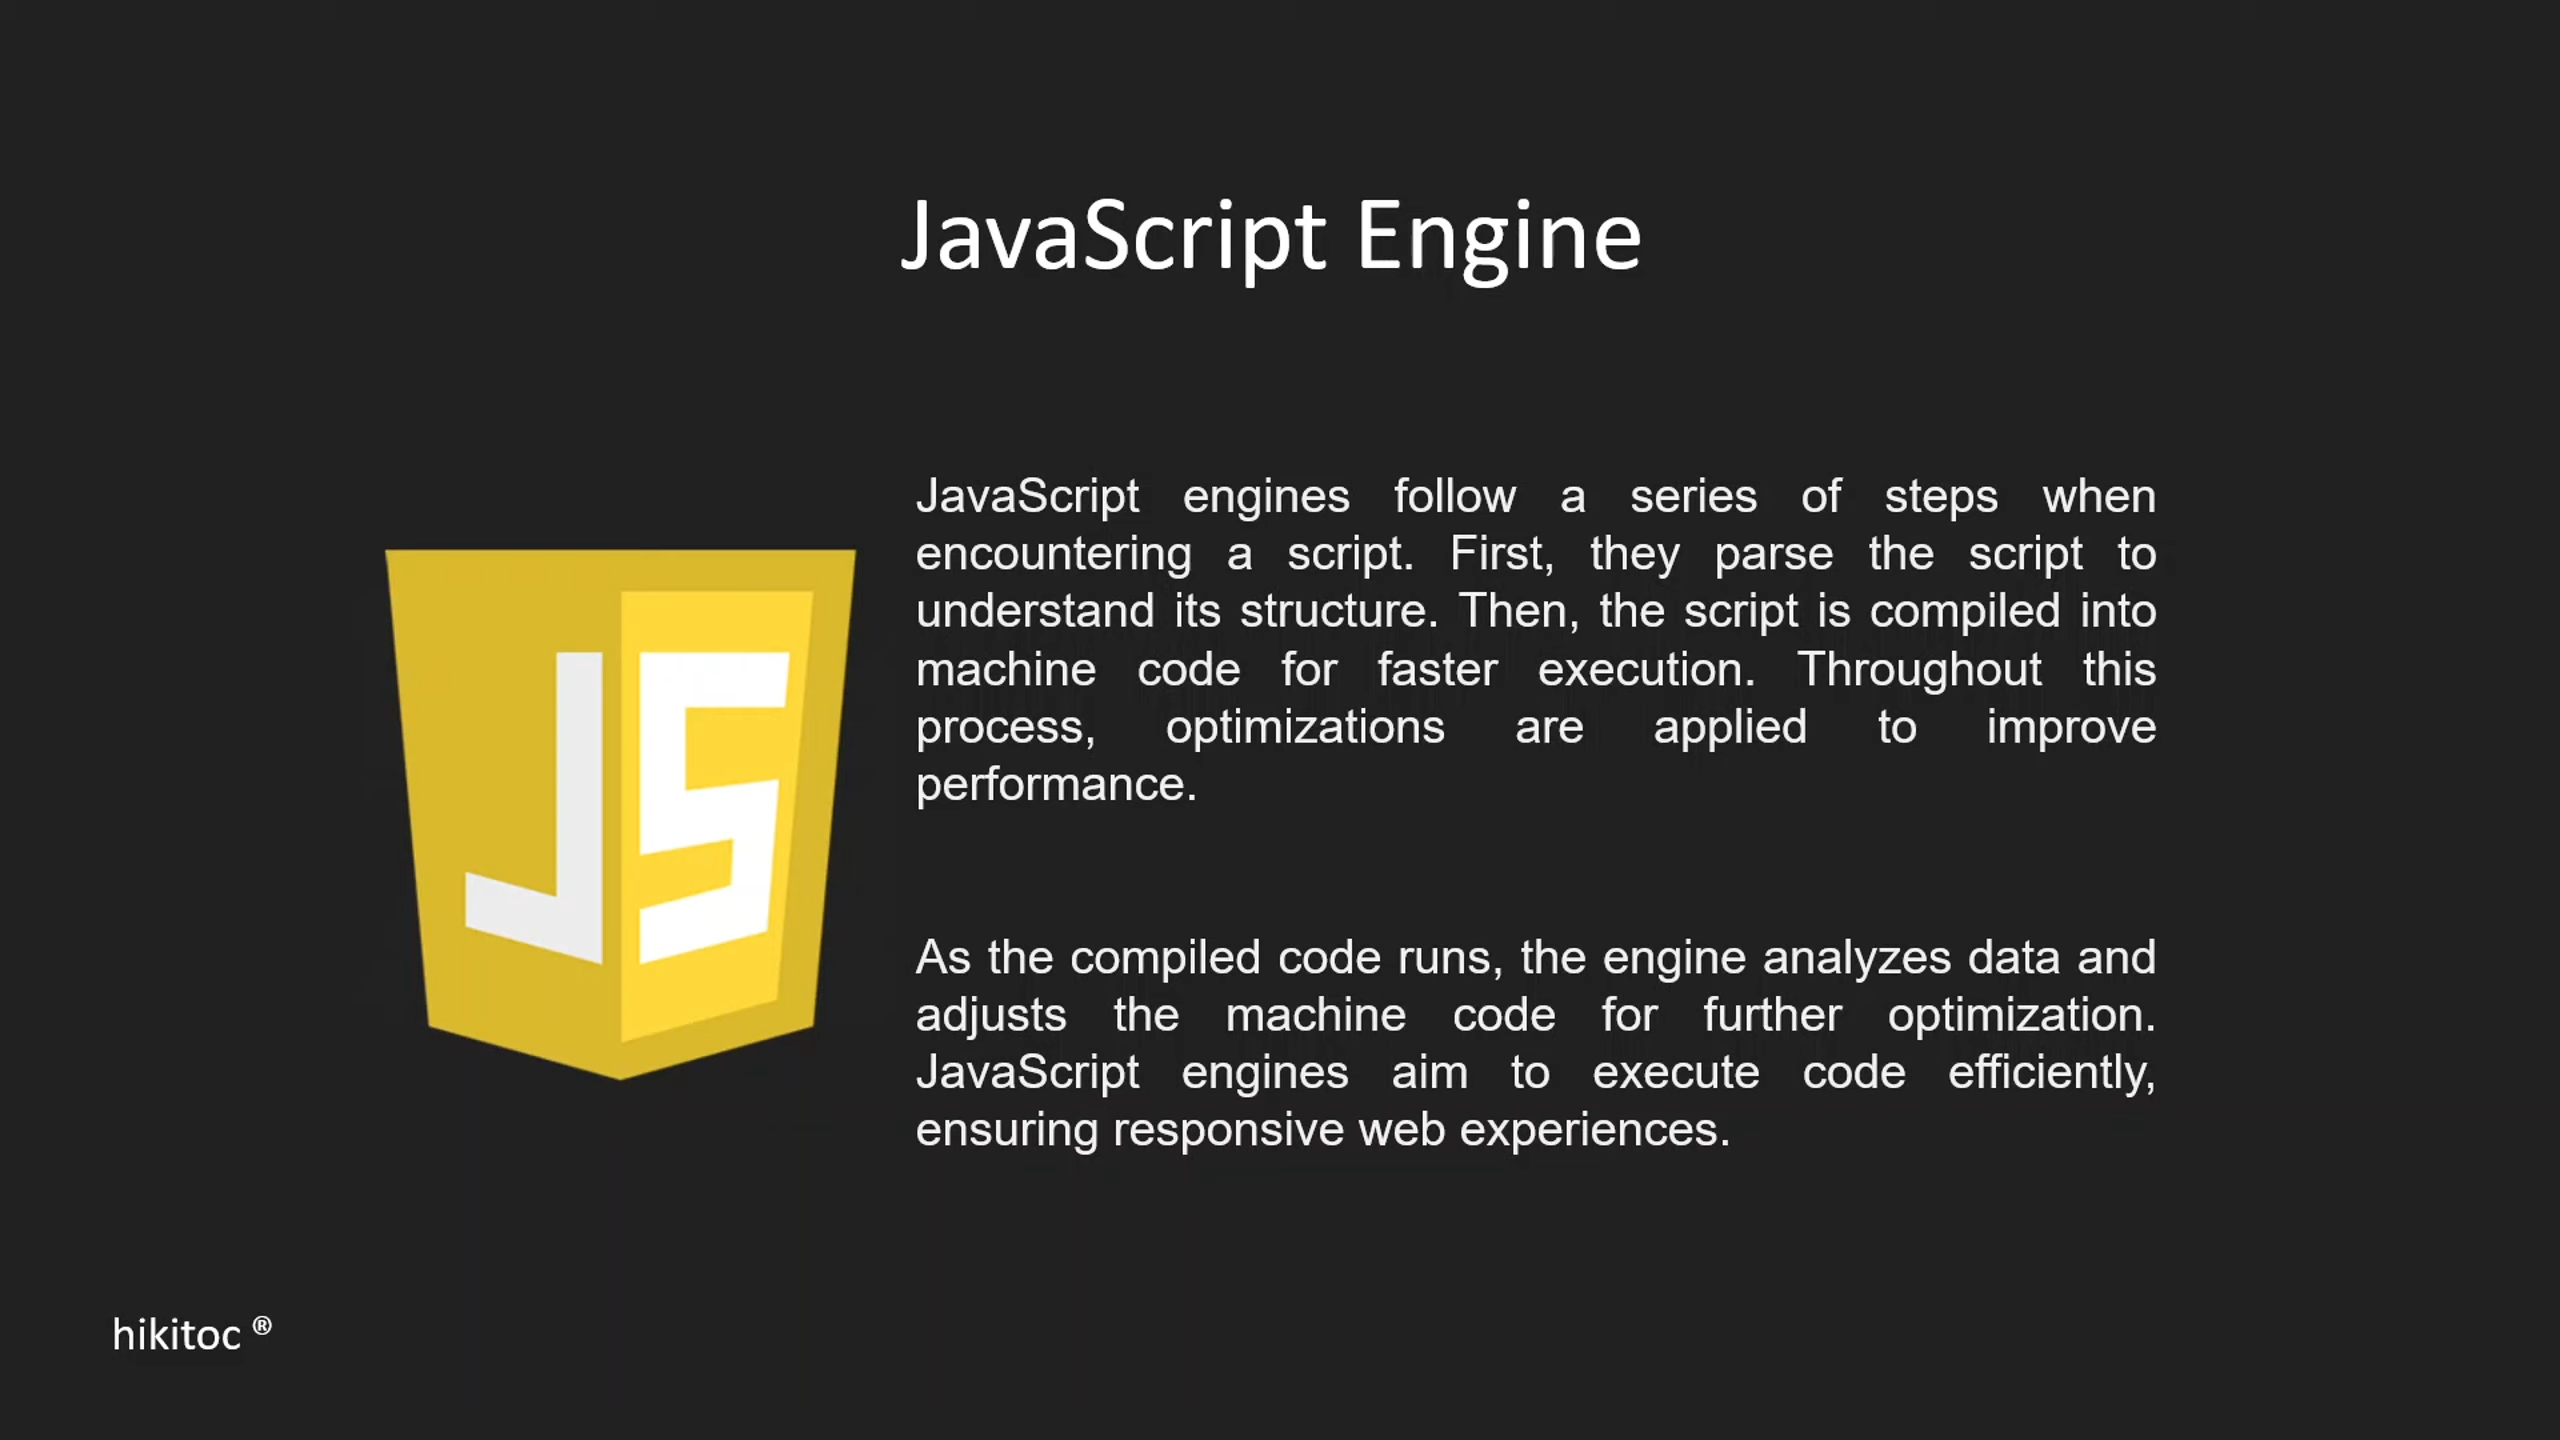 JavaScript Engine
JavaScript engines follow a series of steps when
encountering a script. First, they parse the script to
understand its structure. Then, the script is compiled into
machine code for faster execution. Throughout this
process, optimizations are applied to improve
performance.
JS
As the compiled code runs, the engine analyzes data and
adjusts the machine code for further optimization.
JavaScript engines aim to execute code efficiently,
ensuring responsive web experiences.
hikitoc ®